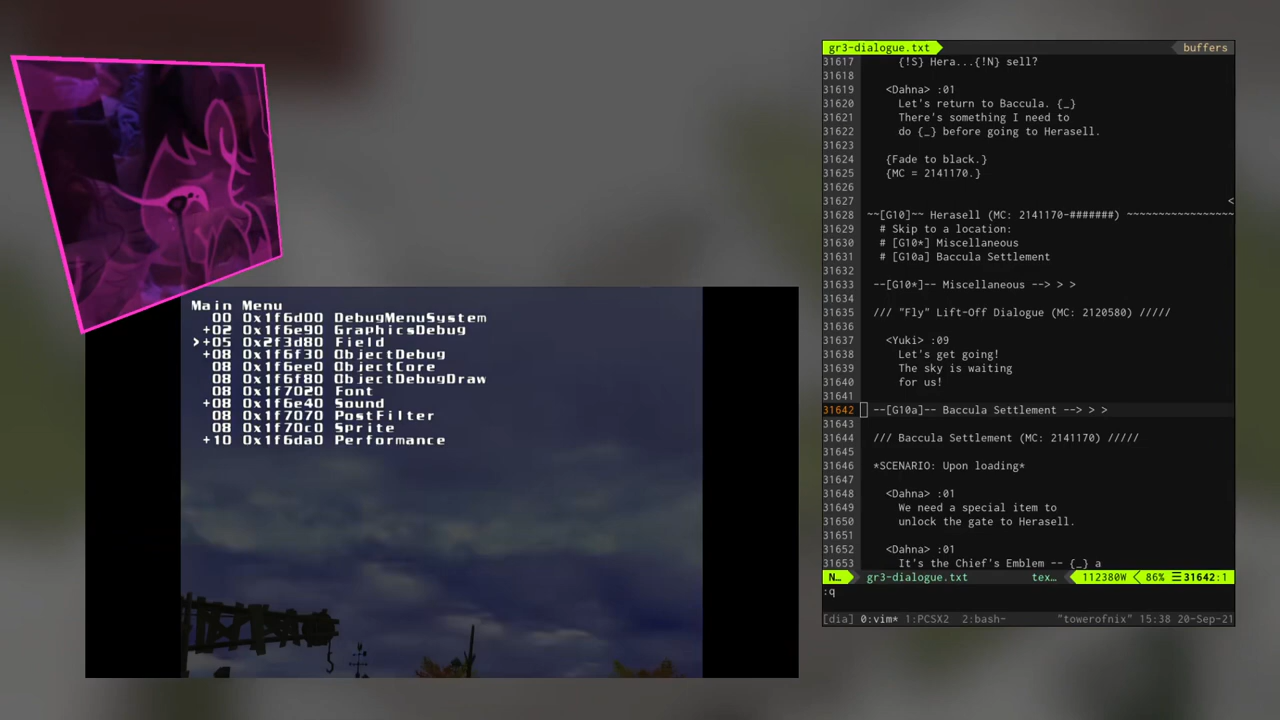 Main Menu
00 0x1f6d00 DebugMenuSystem
+02 0x1f6e90 GraphicsDebug
>+05 0x2f3d80 Field
+08 0x1f6f30 ObjectDebug
08 0x1f6ee0 ObjectCore
08 0x1f6f80 ObjectDebugDraw
08 0x1f7020 Font
+08 0x1f6e40 Sound
08 0x1f7070 PostFilter
08 0x1f70c0 Sprite
+10 0x1f6da0 Performance
gr3-dialogue.txt buffers
31617 {!S} Hera...{!N} sell?
31618
31619 <Dahna> :01
31620 Let's return to Baccula. {_}
31621 There's something I need to
31622 do {_} before going to Herasell.
31623
31624 {Fade to black.}
31625 {MC = 2141170.}
31626
31627 <
31628 ~~[G10]~~ Herasell (MC: 2141170-#######) ~~~~~~~~~~~~~~~~
31629 # Skip to a location:
31630 # [G10*] Miscellaneous
31631 # [G10a] Baccula Settlement
31632
31633 --[G10*]-- Miscellaneous --> > >
31634
31635 /// "Fly" Lift-Off Dialogue (MC: 2120580) /////
31636
31637 <Yuki> :09
31638 Let's get going!
31639 The sky is waiting
31640 for us!
31641
31642 --[G10a]-- Baccula Settlement --> > >
31643
31644 /// Baccula Settlement (MC: 2141170) /////
31645
31646 *SCENARIO: Upon loading*
31647
31648 <Dahna> :01
31649 We need a special item to
31650 unlock the gate to Herasell.
31651
31652 <Dahna> :01
31653 It's the Chief's Emblem -- {_} a
N… gr3-dialogue.txt tex… 112380W 86% ☰31642:1
:q
[dia] 0:vim* 1:PCSX2 2:bash- "towerofnix" 15:38 20-Sep-21